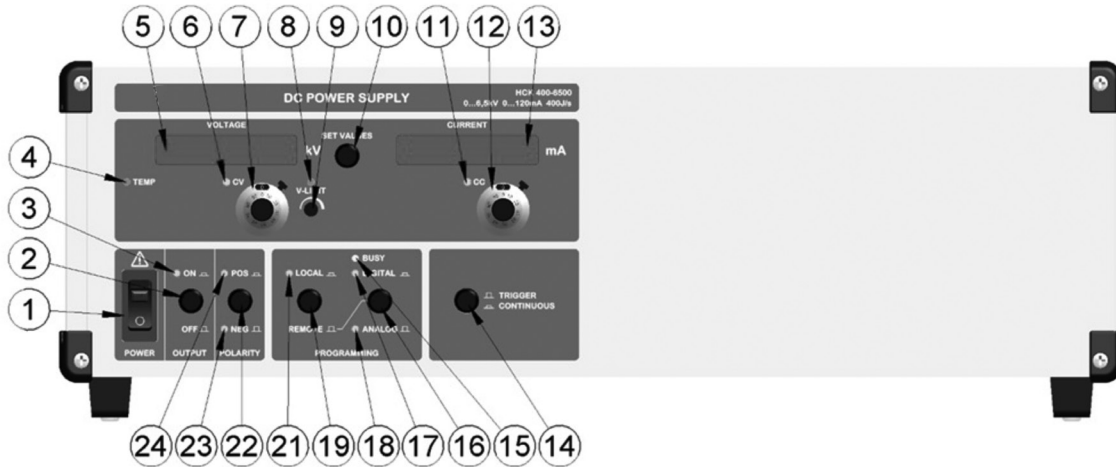 5 6 7 8 9 10 11 12 13
HCK 400-6500
DC POWER SUPPLY
0...6,5kV 0...120mA 400J/s
VOLTAGE
SET VALUES
CURRENT
kV
mA
4
TEMP
CV
V-LIMIT
CC
3
2
1
ON
POS
LOCAL
BUSY
DIGITAL
TRIGGER
CONTINUOUS
OFF
NEG
REMOTE
ANALOG
POWER
OUTPUT
POLARITY
PROGRAMMING
24 23 22 21 19 18 17 16 15 14